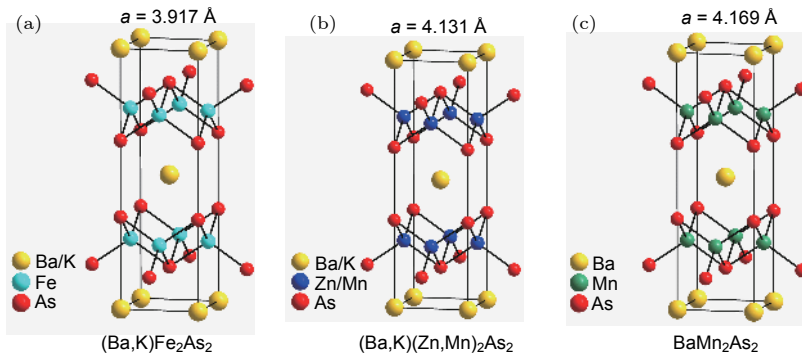 (a)
a = 3.917 Å
(b)
a = 4.131 Å
(c)
a = 4.169 Å
Ba/K
Fe
As
Ba/K
Zn/Mn
As
Ba
Mn
As
(Ba,K)Fe₂As₂
(Ba,K)(Zn,Mn)₂As₂
BaMn₂As₂